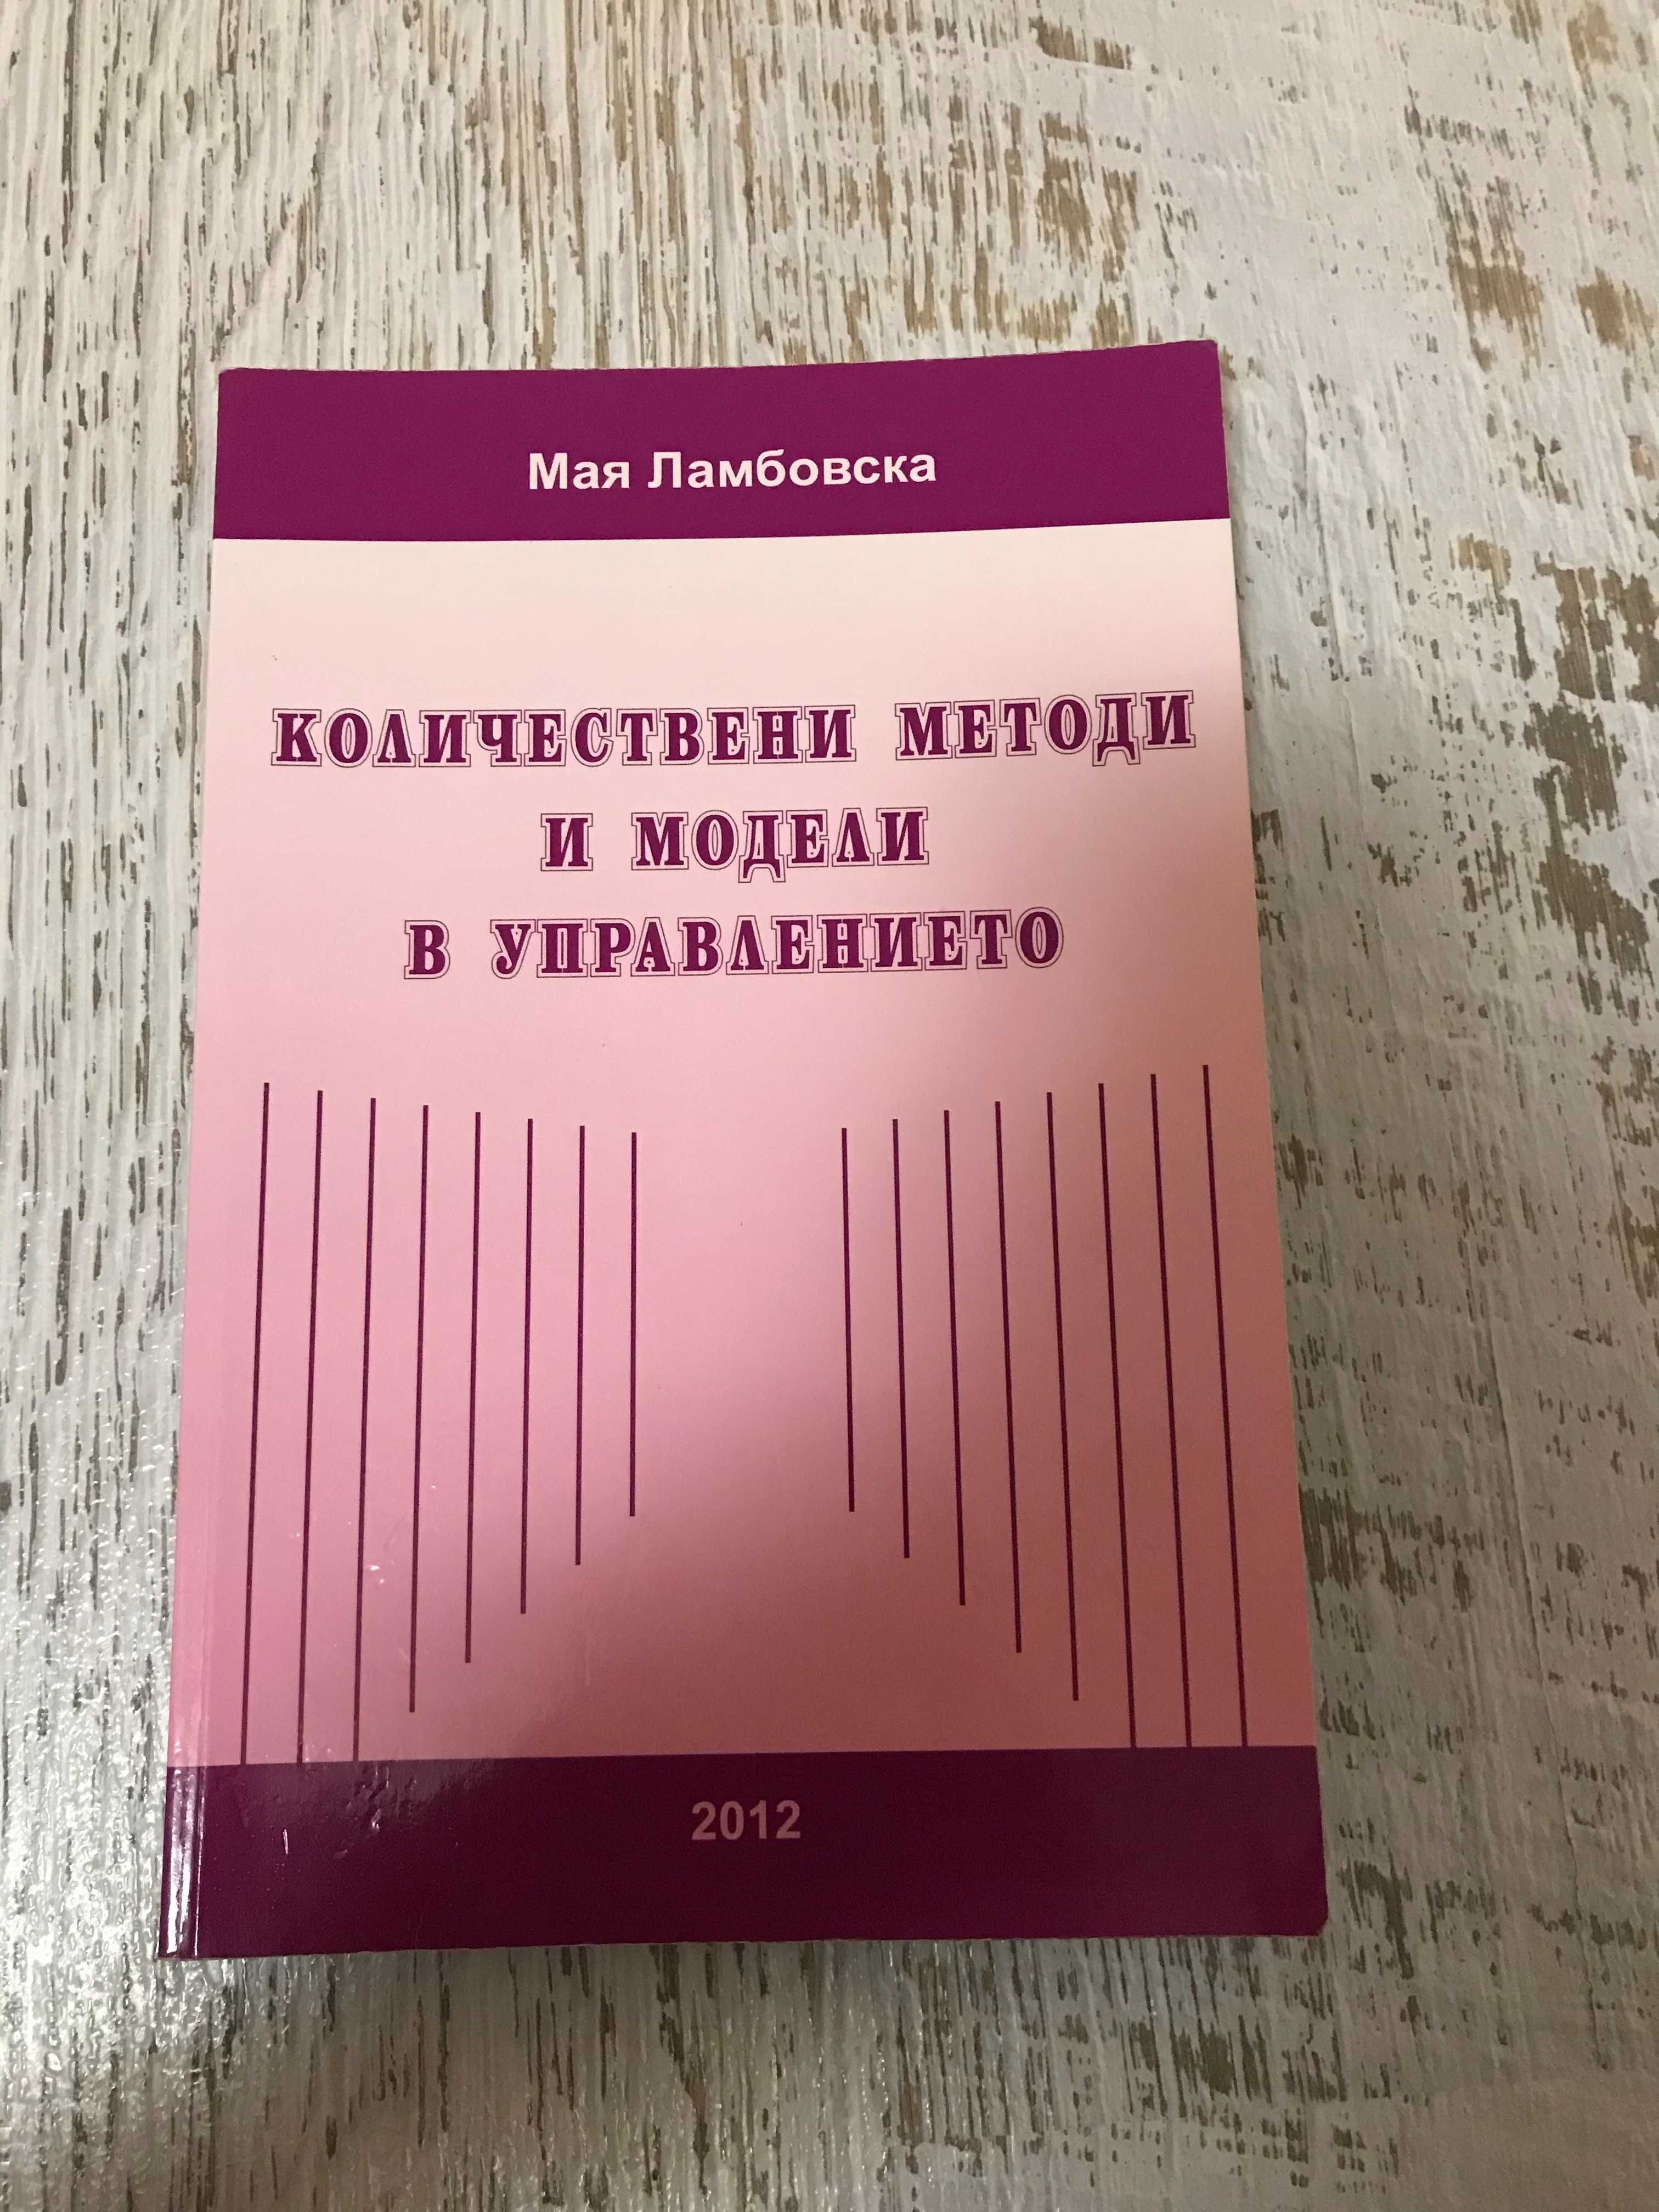 Мая Ламбовска
КОЛИЧЕСТВЕНИ МЕТОДИ
И МОДЕЛИ
В УПРАВЛЕНИЕТО
2012